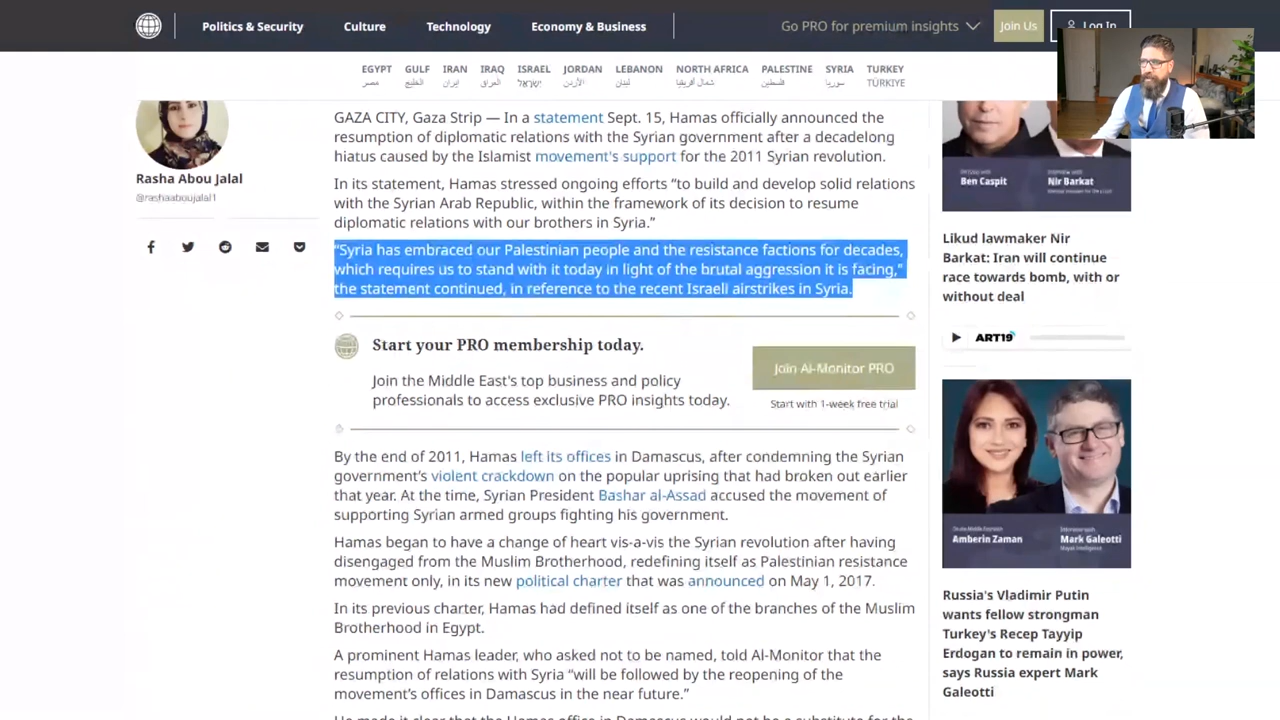 Politics & Security
Culture
Technology
Economy & Business
Go PRO for premium insights
Join Us
Log In
EGYPT
GULF
IRAN
IRAQ
ISRAEL
JORDAN
LEBANON
NORTH AFRICA
PALESTINE
SYRIA
TURKEY
مصر
الخليج
ایران
العراق
ישראל
الأردن
لبنان
شمال أفريقيا
فلسطين
سوريا
TÜRKIYE
Rasha Abou Jalal
@rashaaboujalal1
GAZA CITY, Gaza Strip — In a statement Sept. 15, Hamas officially announced the
resumption of diplomatic relations with the Syrian government after a decadelong
hiatus caused by the Islamist movement's support for the 2011 Syrian revolution.
In its statement, Hamas stressed ongoing efforts “to build and develop solid relations
with the Syrian Arab Republic, within the framework of its decision to resume
diplomatic relations with our brothers in Syria.”
“Syria has embraced our Palestinian people and the resistance factions for decades,
which requires us to stand with it today in light of the brutal aggression it is facing,”
the statement continued, in reference to the recent Israeli airstrikes in Syria.
Start your PRO membership today.
Join the Middle East's top business and policy
professionals to access exclusive PRO insights today.
Join Al-Monitor PRO
Start with 1-week free trial
By the end of 2011, Hamas left its offices in Damascus, after condemning the Syrian
government's violent crackdown on the popular uprising that had broken out earlier
that year. At the time, Syrian President Bashar al-Assad accused the movement of
supporting Syrian armed groups fighting his government.
Hamas began to have a change of heart vis-a-vis the Syrian revolution after having
disengaged from the Muslim Brotherhood, redefining itself as Palestinian resistance
movement only, in its new political charter that was announced on May 1, 2017.
In its previous charter, Hamas had defined itself as one of the branches of the Muslim
Brotherhood in Egypt.
A prominent Hamas leader, who asked not to be named, told Al-Monitor that the
resumption of relations with Syria “will be followed by the reopening of the
movement's offices in Damascus in the near future.”
He made it clear that the Hamas office in Damascus would not be a substitute for the
Ben Caspit
Nir Barkat
Likud lawmaker Nir
Barkat: Iran will continue
race towards bomb, with or
without deal
ART19
Amberin Zaman
Mark Galeotti
Russia's Vladimir Putin
wants fellow strongman
Turkey's Recep Tayyip
Erdogan to remain in power,
says Russia expert Mark
Galeotti